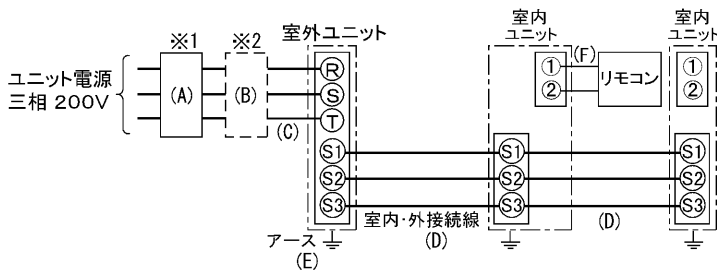 ※1
※2
室外ユニット
室内
ユニット
室内
ユニット
ユニット電源
三相 200V
(A)
(B)
(C)
R
S
T
①
②
(F)
リモコン
①
②
S1
S2
S3
S1
S2
S3
S1
S2
S3
室内・外接続線
(D)
(D)
アース
(E)